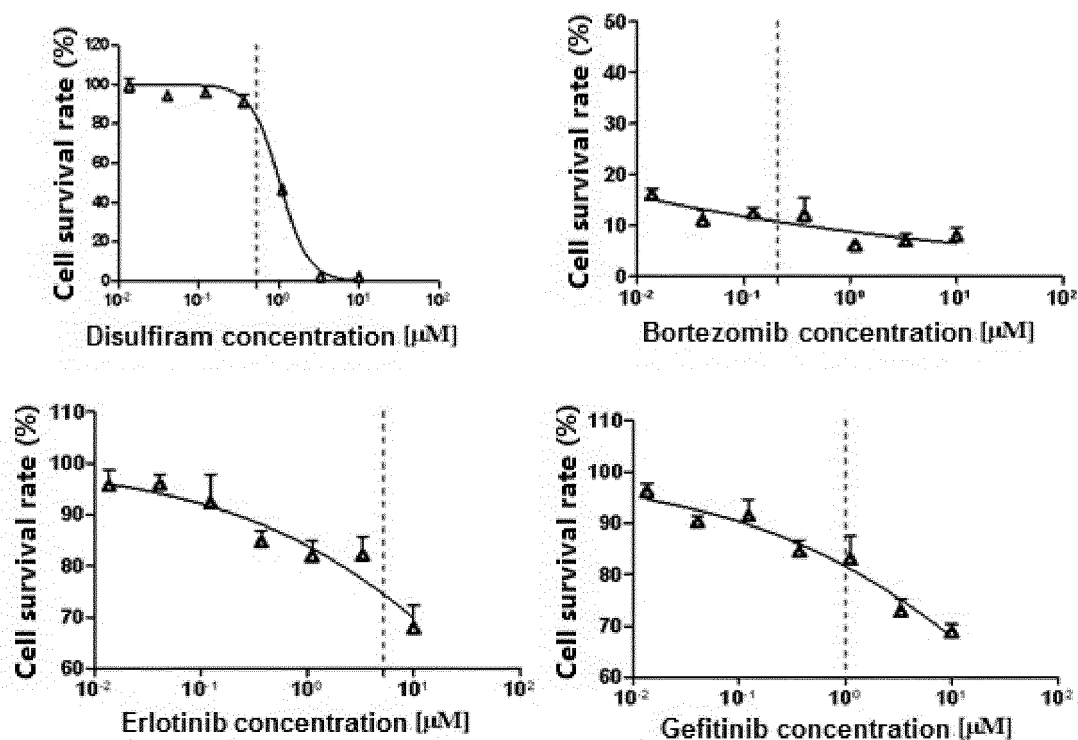 Cell survival rate (%)
120
100
80
60
40
20
0
10⁻² 10⁻¹ 10⁰ 10¹ 10²
Disulfiram concentration [μM]
Cell survival rate (%)
50
40
30
20
10
0
10⁻² 10⁻¹ 10⁰ 10¹ 10²
Bortezomib concentration [μM]
Cell survival rate (%)
110
100
90
80
70
60
10⁻² 10⁻¹ 10⁰ 10¹ 10²
Erlotinib concentration [μM]
Cell survival rate (%)
110
100
90
80
70
60
10⁻² 10⁻¹ 10⁰ 10¹ 10²
Gefitinib concentration [μM]